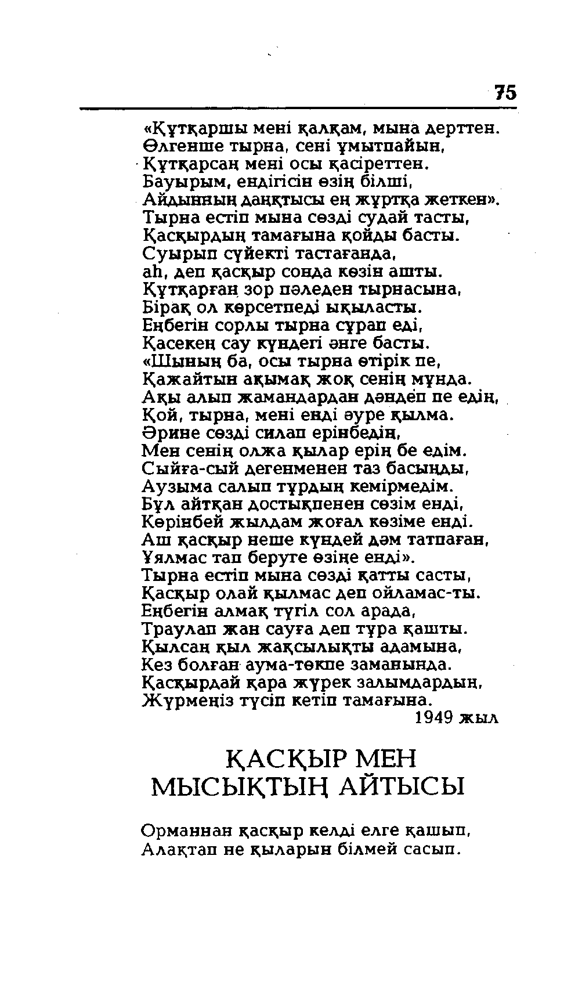 75
«Құтқаршы мені қалқам, мына дерттен.
Өлгенше тырна, сені ұмытпайын,
Құтқарсаң мені осы қасіреттен.
Бауырым, ендігісін өзің білші,
Айдынның даңқтысы ең жұртқа жеткен».
Тырна естіп мына сөзді судай тасты,
Қасқырдың тамағына қойды басты.
Суырып сүйекті тастағанда,
аһ, деп қасқыр сонда көзін ашты.
Құтқарған зор пәледен тырнасына,
Бірақ ол көрсетпеді ықыласты.
Еңбегін сорлы тырна сұрап еді,
Қасекең сау күндегі әнге басты.
«Шының ба, осы тырна өтірік пе,
Қажайтын ақымақ жоқ сенің мұнда.
Ақы алып жамандардан дәндеп пе едің,
Қой, тырна, мені енді әуре қылма.
Әрине сөзді силап ерінбедің,
Мен сенің олжа қылар ерің бе едім.
Сыйға-сый дегенменен таз басыңды,
Аузыма салып тұрдың кемірмедім.
Бұл айтқан достықпенен сөзім енді,
Көрінбей жылдам жоғал көзіме енді.
Аш қасқыр неше күндей дәм татпаған,
Ұялмас тап беруге өзіңе енді».
Тырна естіп мына сөзді қатты састы,
Қасқыр олай қылмас деп ойламас-ты.
Еңбегін алмақ түгіл сол арада,
Траулап жан сауға деп тұра қашты.
Қылсаң қыл жақсылықты адамына,
Кез болған аума-төкпе заманында.
Қасқырдай қара жүрек залымдардың,
Жүрмеңіз түсіп кетіп тамағына.
1949 жыл
ҚАСҚЫР МЕН
МЫСЫҚТЫҢ АЙТЫСЫ
Орманнан қасқыр келді елге қашып,
Алақтап не қыларын білмей сасып.